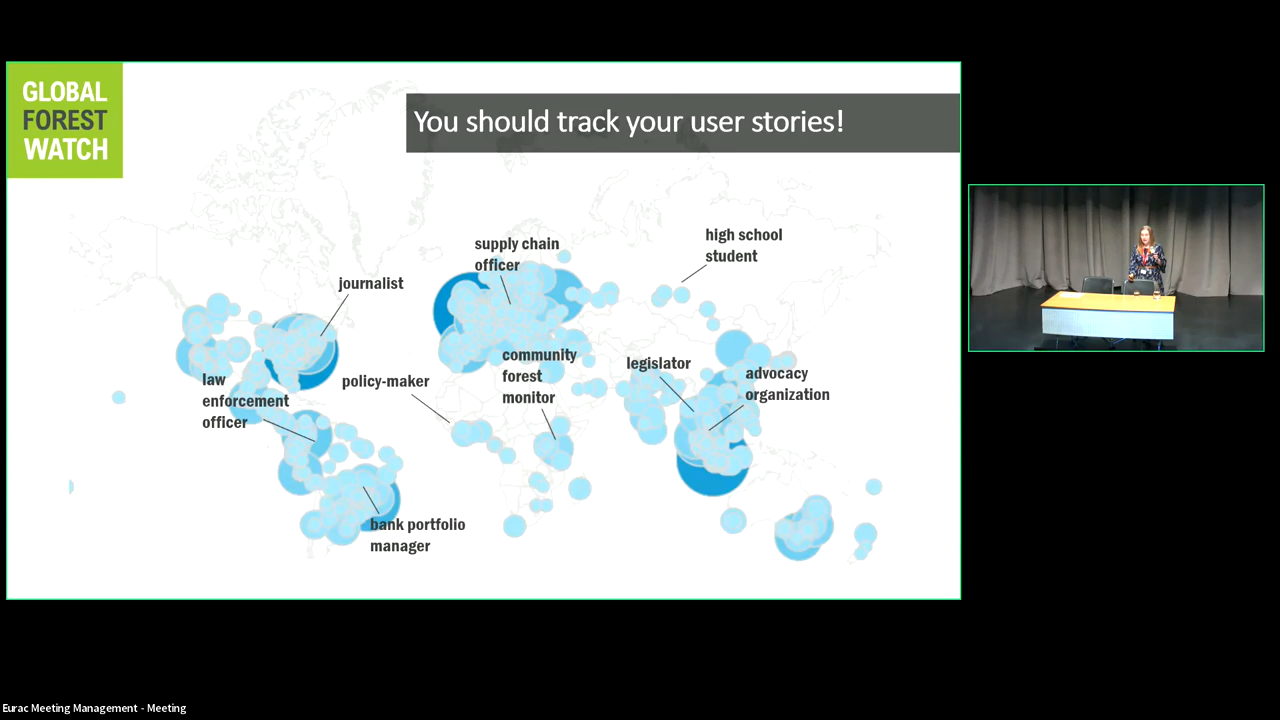 GLOBAL
FOREST
WATCH
You should track your user stories!
supply chain
officer
high school
student
journalist
law
enforcement
officer
policy-maker
community
forest
monitor
legislator
advocacy
organization
bank portfolio
manager
Eurac Meeting Management - Meeting